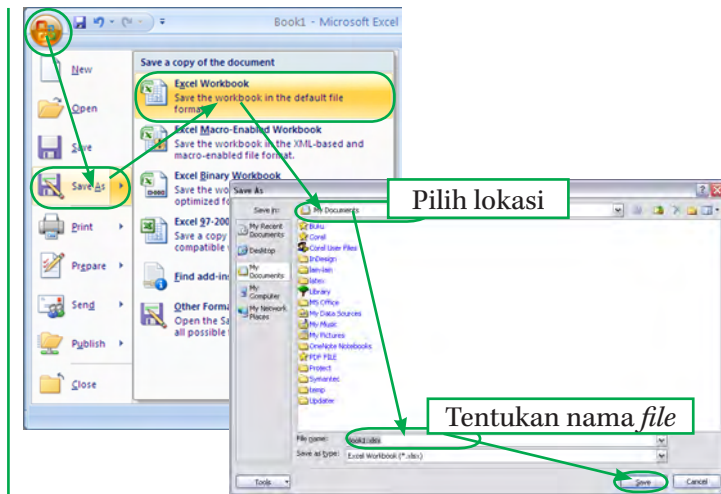 Book1 - Microsoft Excel
New
Open
Save
Save As
Print
Prepare
Send
Publish
Close
Save a copy of the document
Excel Workbook
Save the workbook in the default file
format.
Excel Macro-Enabled Workbook
Save the workbook in the XML-based and
macro-enabled file format.
Excel Binary Workbook
Save the wo
optimized fo
Excel 97-200
Save a copy
compatible
Find add-in
Other Forma
Open the Sa
all possible
Save As
Pilih lokasi
Save in:
My Documents
My Recent
Documents
Desktop
My
Documents
My
Computer
My Network
Places
Buku
Corel
Corel User Files
InDesign
lain-lain
latex
Library
MS Office
My Data Sources
My Music
My Pictures
OneNote Notebooks
PDF FILE
Project
Symantec
temp
Updater
Tentukan nama file
File name:
Book1.xlsx
Save as type:
Excel Workbook (*.xlsx)
Tools
Save
Cancel